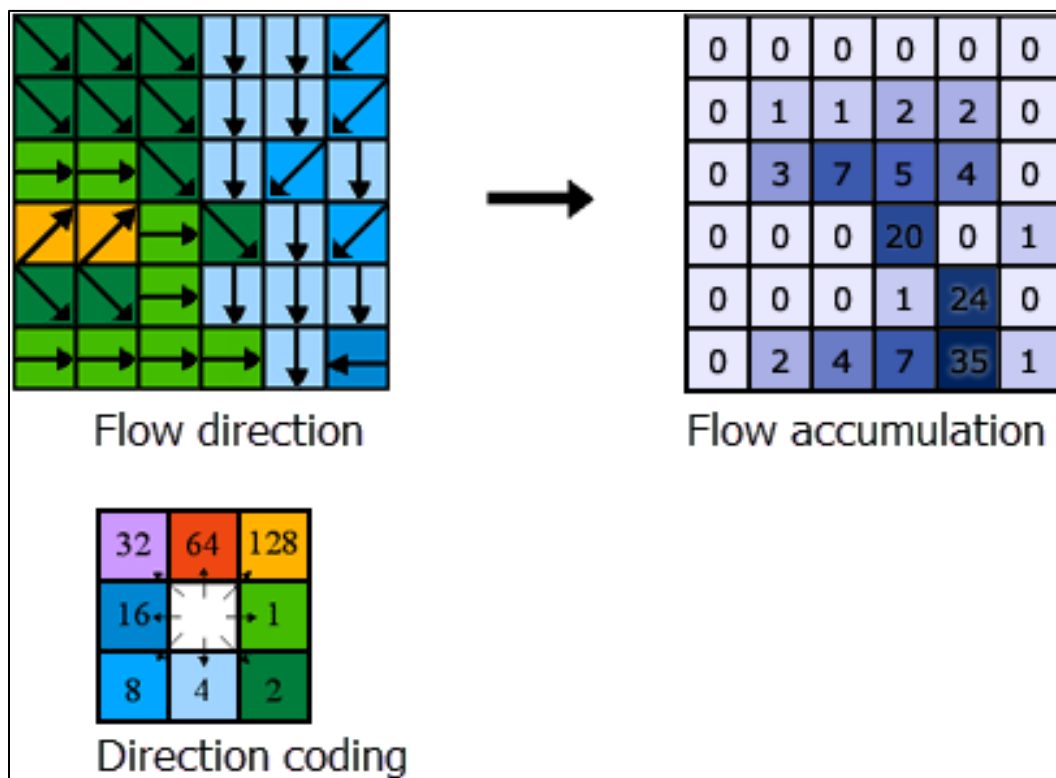 0 0 0 0 0 0
0 1 1 2 2 0
0 3 7 5 4 0
0 0 0 20 0 1
0 0 0 1 24 0
0 2 4 7 35 1
Flow direction
Flow accumulation
32 64 128
16 1
8 4 2
Direction coding